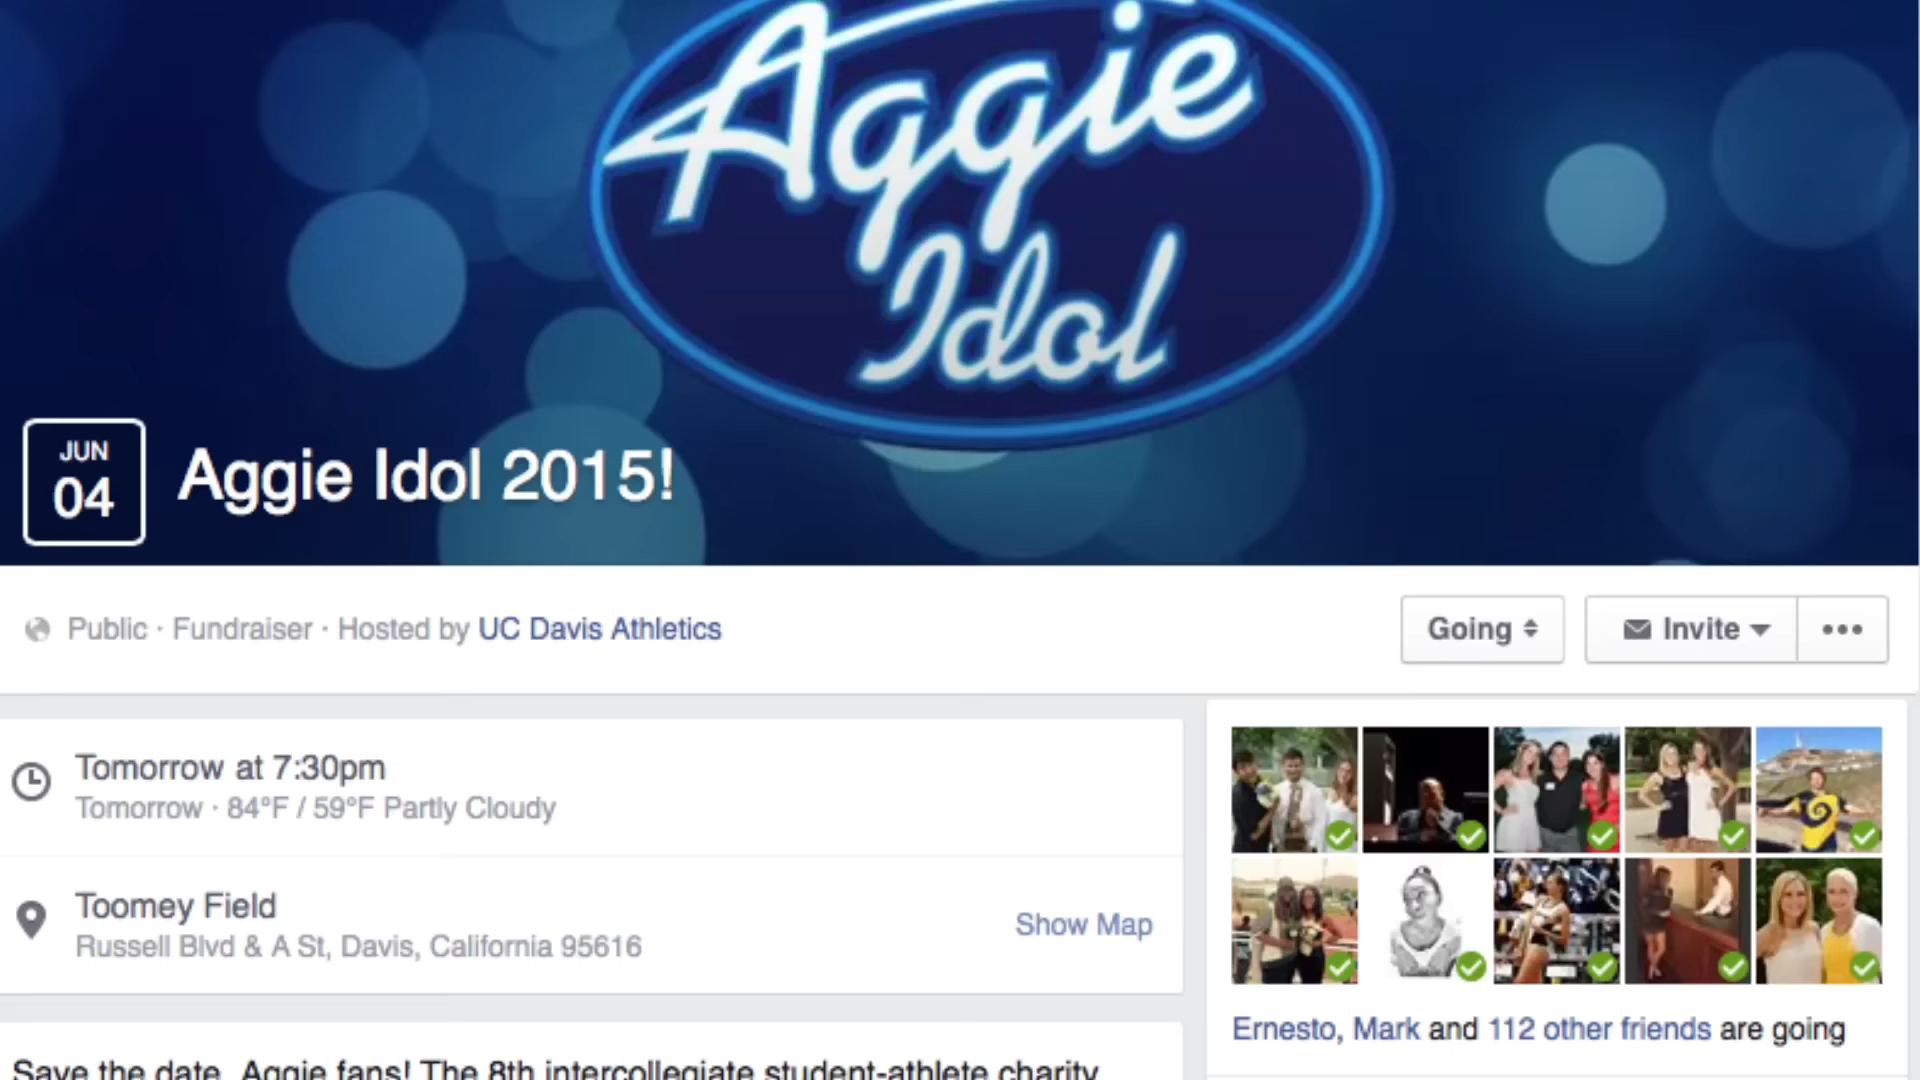 Aggie
Idol
JUN
04
Aggie Idol 2015!
Public · Fundraiser · Hosted by UC Davis Athletics
Going
Invite
Tomorrow at 7:30pm
Tomorrow · 84°F / 59°F Partly Cloudy
Toomey Field
Russell Blvd & A St, Davis, California 95616
Show Map
Ernesto, Mark and 112 other friends are going
Save the date, Aggie fans! The 8th intercollegiate student-athlete charity